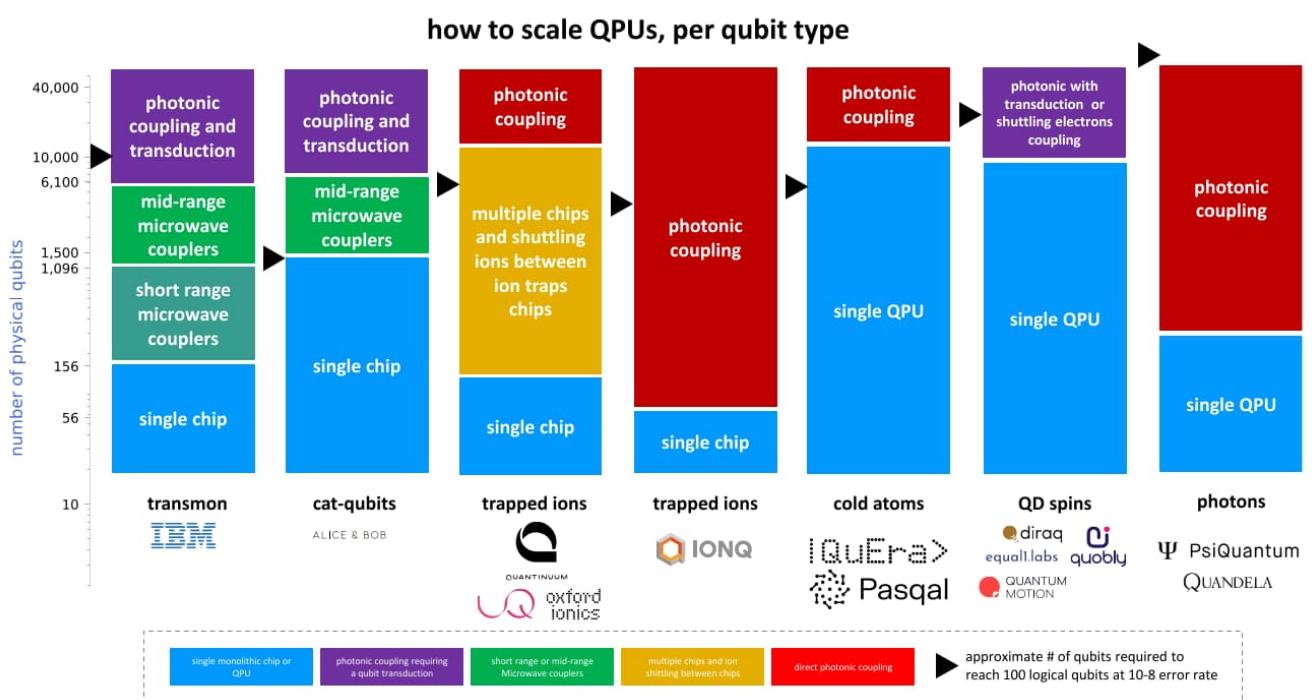 how to scale QPUs, per qubit type
number of physical qubits
40,000
10,000
6,100
1,500
1,096
156
56
10
photonic
coupling and
transduction
mid-range
microwave
couplers
short range
microwave
couplers
single chip
transmon
IBM
photonic
coupling and
transduction
mid-range
microwave
couplers
single chip
cat-qubits
ALICE & BOB
photonic
coupling
multiple chips
and shuttling
ions between
ion traps
chips
single chip
trapped ions
QUANTINUUM
oxford
ionics
photonic
coupling
single chip
trapped ions
IONQ
photonic
coupling
single QPU
cold atoms
|QuEra>
Pasqal
photonic with
transduction or
shuttling electrons
coupling
single QPU
QD spins
diraq
equal1.labs
quobly
QUANTUM
MOTION
photonic
coupling
single QPU
photons
Ψ PsiQuantum
QUANDELA
single monolithic chip or
QPU
photonic coupling requiring
a qubit transduction
short range or mid-range
Microwave couplers
multiple chips and ion
shittling between chips
direct photonic coupling
approximate # of qubits required to
reach 100 logical qubits at 10-8 error rate